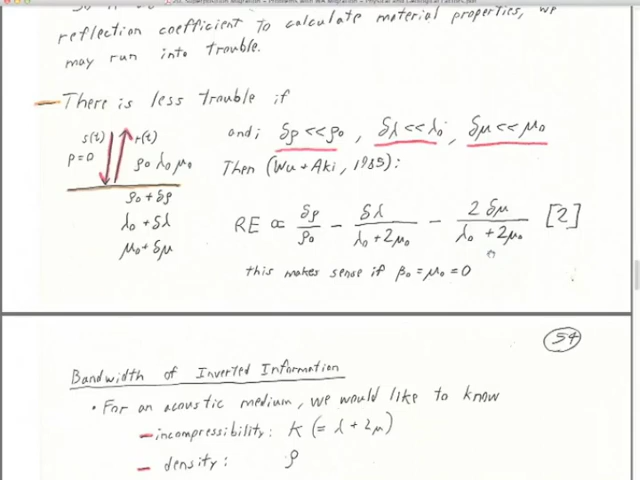 reflection coefficient to calculate material properties, we
may run into trouble.
There is less trouble if
s(t)
r(t)
p=0
ρ0 λ0 μ0
ρ0 + δρ
λ0 + δλ
μ0 + δμ
and; δρ << ρ0 , δλ << λ0 , δμ << μ0
Then (Wu + Aki, 1985):
RE ∝ δρ/ρ0 - δλ/(λ0 + 2μ0) - 2δμ/(λ0 + 2μ0) [2]
this makes sense if β0 = μ0 = 0
54
Bandwidth of Inverted Information
• For an acoustic medium, we would like to know
- incompressibility: K (= λ + 2μ)
- density: ρ